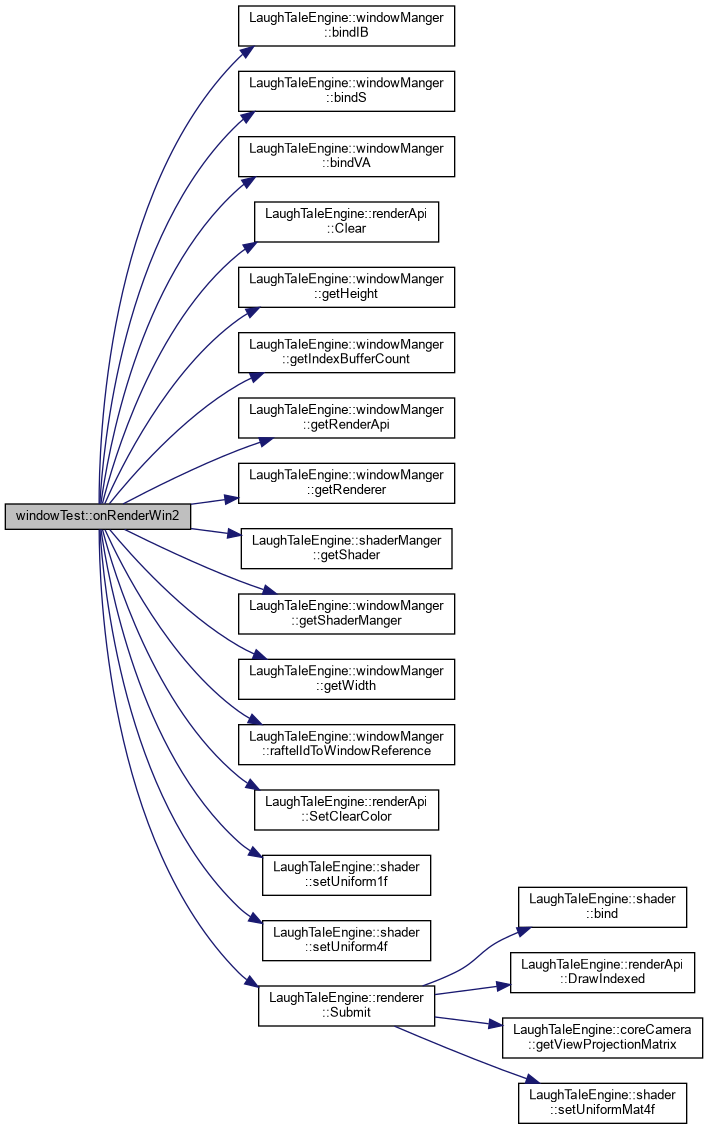 LaughTaleEngine::windowManger
::bindIB
LaughTaleEngine::windowManger
::bindS
LaughTaleEngine::windowManger
::bindVA
LaughTaleEngine::renderApi
::Clear
LaughTaleEngine::windowManger
::getHeight
LaughTaleEngine::windowManger
::getIndexBufferCount
LaughTaleEngine::windowManger
::getRenderApi
LaughTaleEngine::windowManger
::getRenderer
windowTest::onRenderWin2
LaughTaleEngine::shaderManger
::getShader
LaughTaleEngine::windowManger
::getShaderManger
LaughTaleEngine::windowManger
::getWidth
LaughTaleEngine::windowManger
::raftelIdToWindowReference
LaughTaleEngine::renderApi
::SetClearColor
LaughTaleEngine::shader
::setUniform1f
LaughTaleEngine::shader
::setUniform4f
LaughTaleEngine::renderer
::Submit
LaughTaleEngine::shader
::bind
LaughTaleEngine::renderApi
::DrawIndexed
LaughTaleEngine::coreCamera
::getViewProjectionMatrix
LaughTaleEngine::shader
::setUniformMat4f